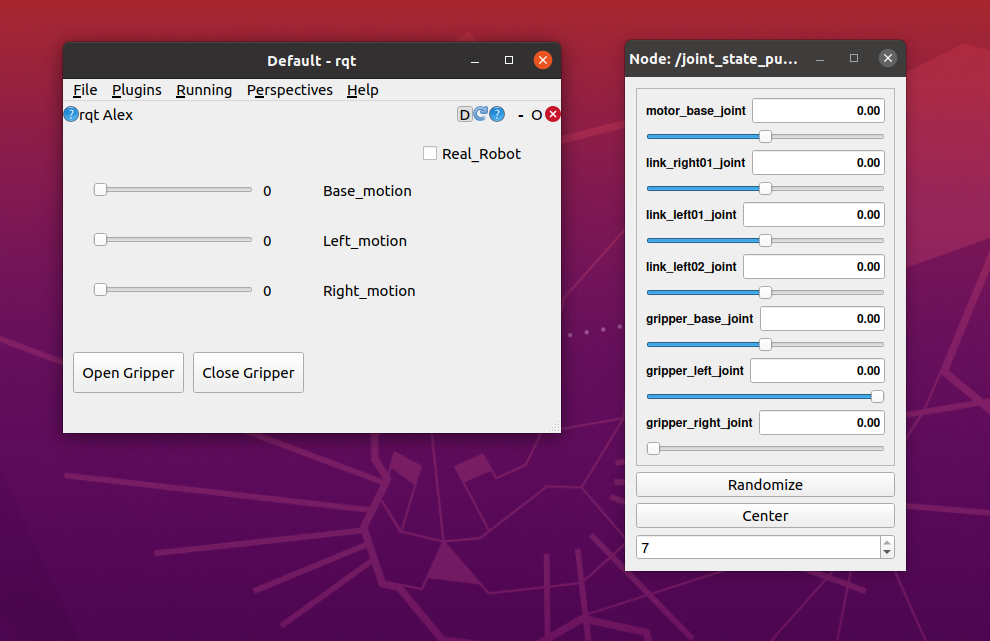 Default - rqt
File Plugins Running Perspectives Help
?rqt Alex D ? - O
Real_Robot
0 Base_motion
0 Left_motion
0 Right_motion
Open Gripper Close Gripper
Node: /joint_state_pu...
motor_base_joint 0.00
link_right01_joint 0.00
link_left01_joint 0.00
link_left02_joint 0.00
gripper_base_joint 0.00
gripper_left_joint 0.00
gripper_right_joint 0.00
Randomize
Center
7